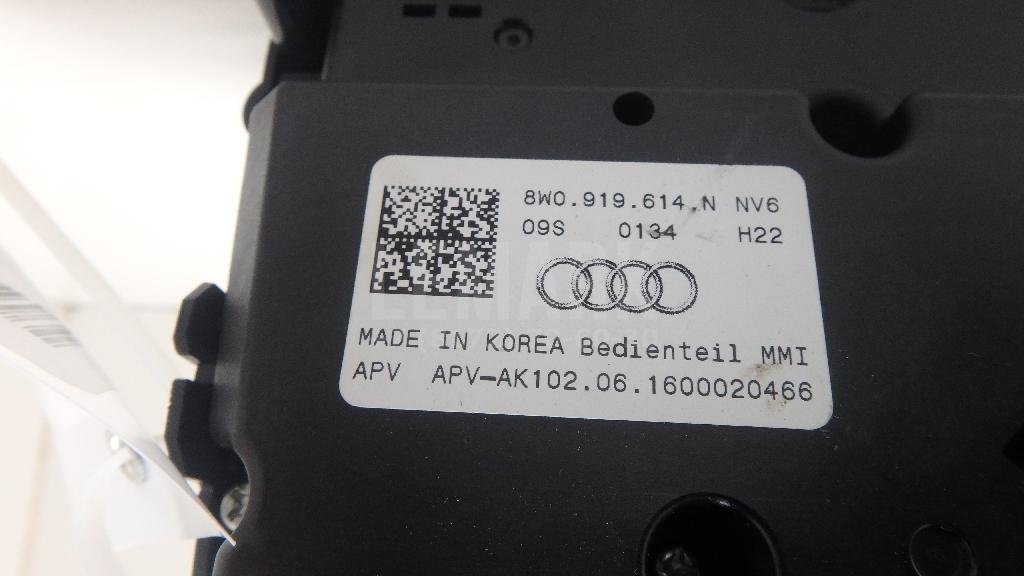 8W0.919.614.N NV6
09S 0134 H22
MADE IN KOREA Bedienteil MMI
APV APV-AK102.06.1600020466